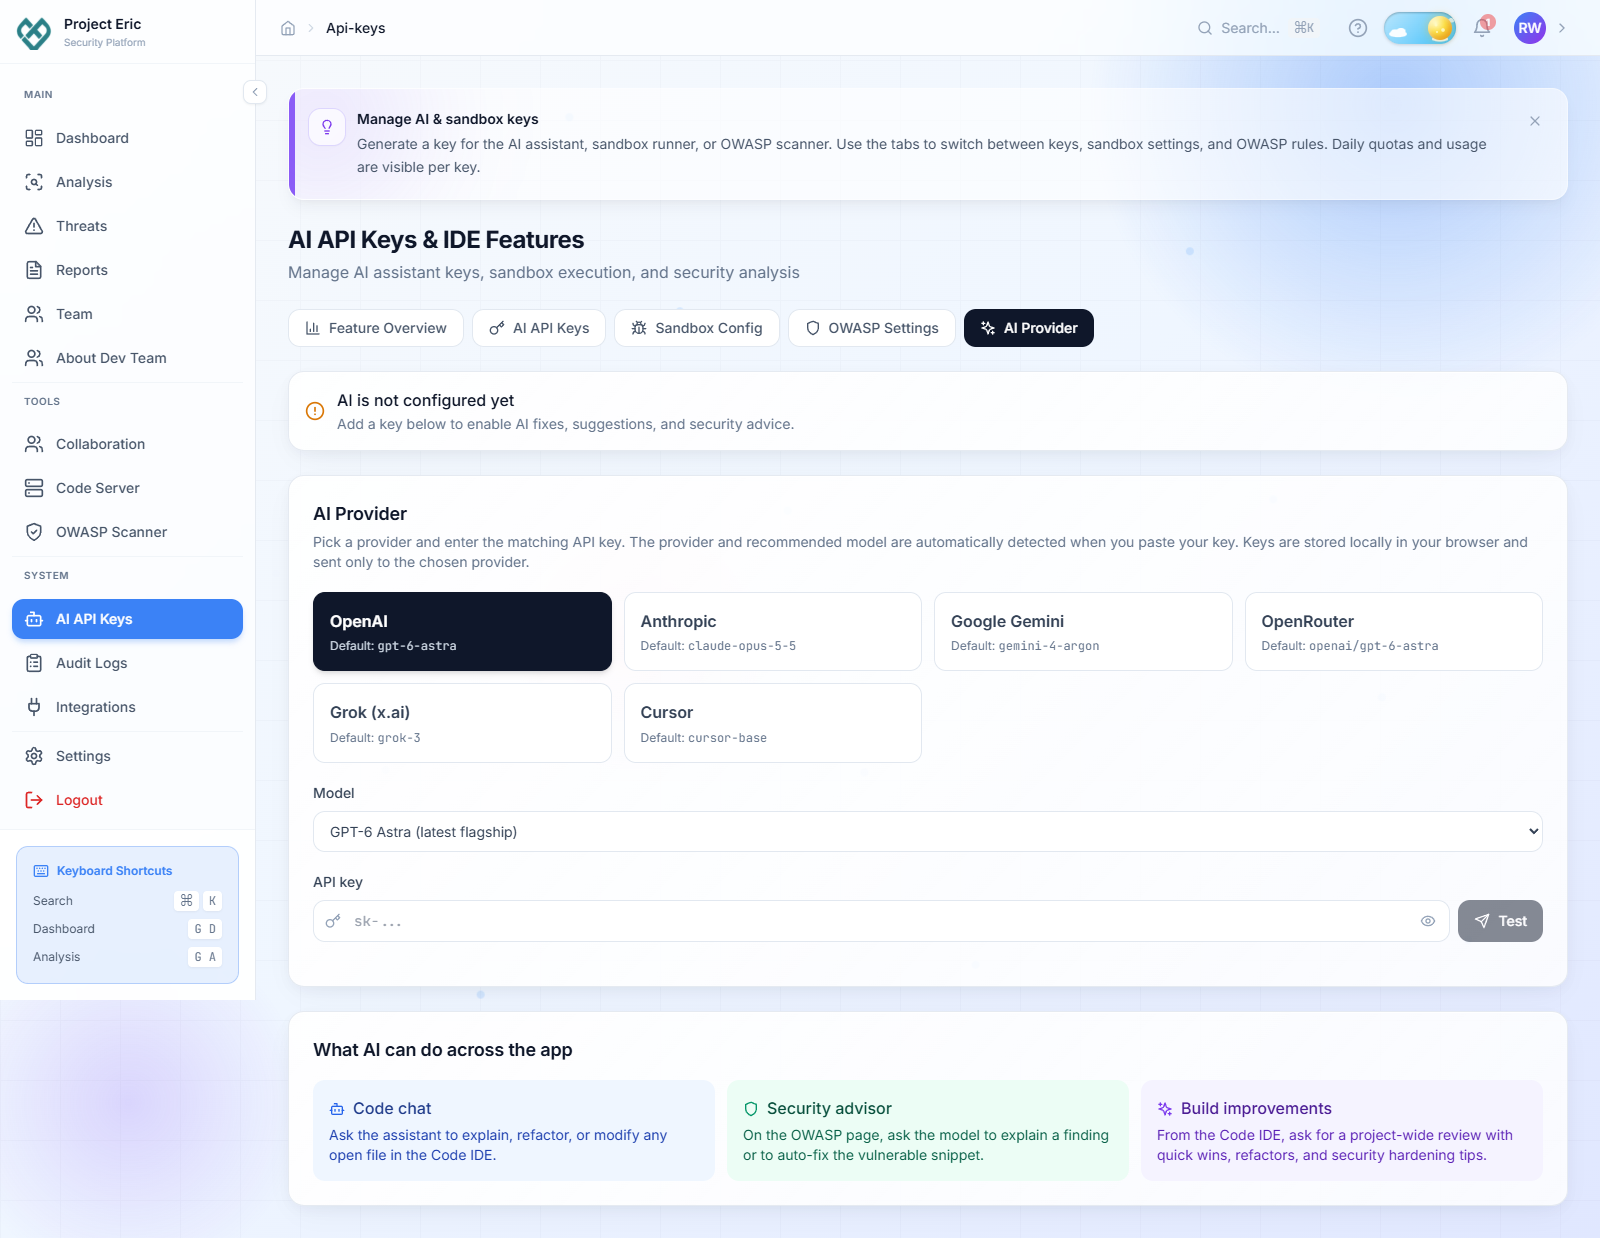 Project Eric
Security Platform
MAIN
Dashboard
Analysis
Threats
Reports
Team
About Dev Team
TOOLS
Collaboration
Code Server
OWASP Scanner
SYSTEM
AI API Keys
Audit Logs
Integrations
Settings
Logout
Keyboard Shortcuts
Search ⌘ K
Dashboard G D
Analysis G A
Api-keys
Search... ⌘K
1
RW
Manage AI & sandbox keys
Generate a key for the AI assistant, sandbox runner, or OWASP scanner. Use the tabs to switch between keys, sandbox settings, and OWASP rules. Daily quotas and usage
are visible per key.
AI API Keys & IDE Features
Manage AI assistant keys, sandbox execution, and security analysis
Feature Overview
AI API Keys
Sandbox Config
OWASP Settings
AI Provider
AI is not configured yet
Add a key below to enable AI fixes, suggestions, and security advice.
AI Provider
Pick a provider and enter the matching API key. The provider and recommended model are automatically detected when you paste your key. Keys are stored locally in your browser and
sent only to the chosen provider.
OpenAI
Default: gpt-6-astra
Anthropic
Default: claude-opus-5-5
Google Gemini
Default: gemini-4-argon
OpenRouter
Default: openai/gpt-6-astra
Grok (x.ai)
Default: grok-3
Cursor
Default: cursor-base
Model
GPT-6 Astra (latest flagship)
API key
sk-...
Test
What AI can do across the app
Code chat
Ask the assistant to explain, refactor, or modify any
open file in the Code IDE.
Security advisor
On the OWASP page, ask the model to explain a finding
or to auto-fix the vulnerable snippet.
Build improvements
From the Code IDE, ask for a project-wide review with
quick wins, refactors, and security hardening tips.